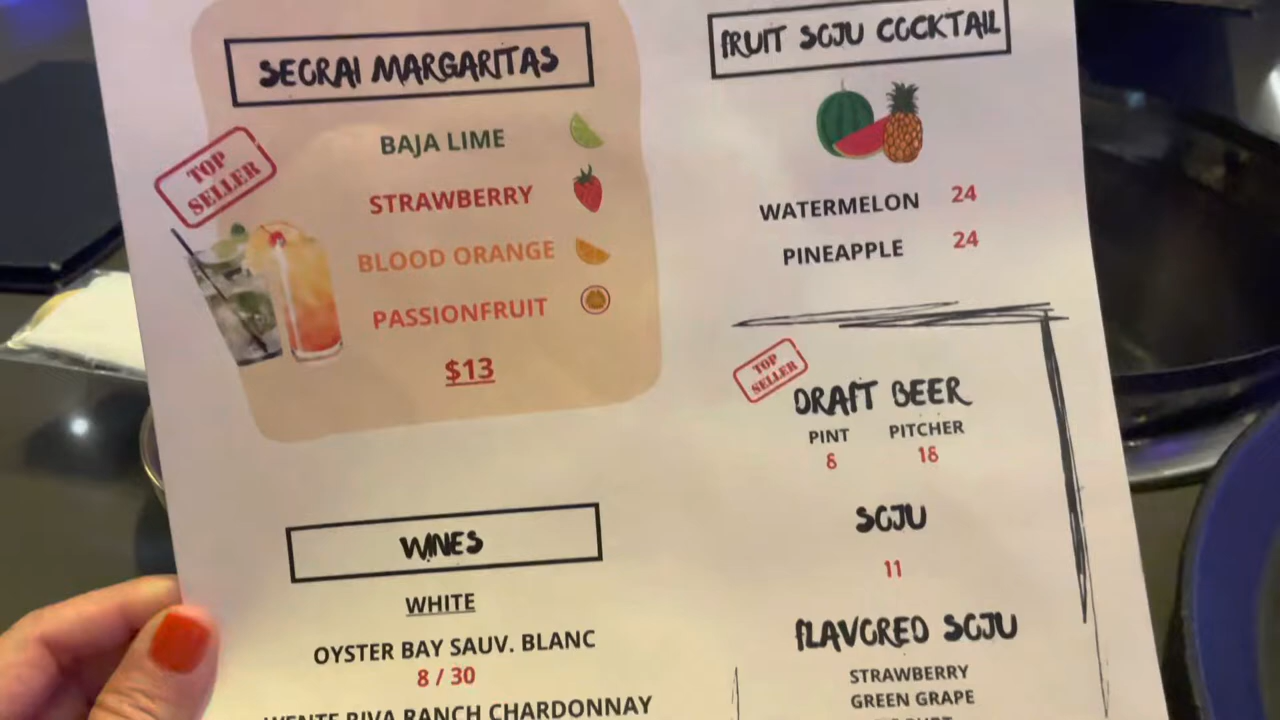 SEORAI MARGARITAS
TOP SELLER
BAJA LIME
STRAWBERRY
BLOOD ORANGE
PASSIONFRUIT
$13
WINES
WHITE
OYSTER BAY SAUV. BLANC
8 / 30
WENTE RIVA RANCH CHARDONNAY
FRUIT SOJU COCKTAIL
WATERMELON 24
PINEAPPLE 24
TOP SELLER
DRAFT BEER
PINT PITCHER
6 18
SOJU
11
FLAVORED SOJU
STRAWBERRY
GREEN GRAPE